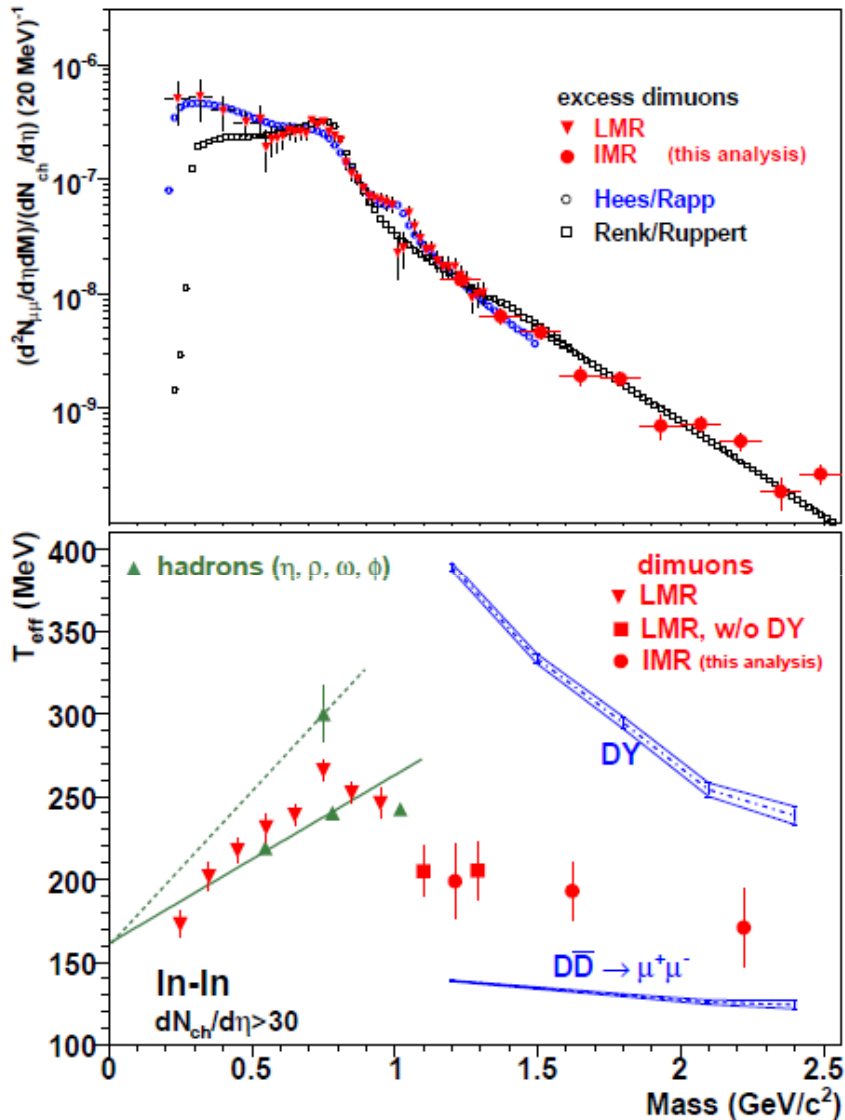 (d²N_μμ/dηdM)/(dN_ch/dη) (20 MeV)⁻¹
10⁻⁶
10⁻⁷
10⁻⁸
10⁻⁹
excess dimuons
LMR
IMR (this analysis)
Hees/Rapp
Renk/Ruppert
T_eff (MeV)
400
350
300
250
200
150
100
hadrons (η, ρ, ω, ϕ)
dimuons
LMR
LMR, w/o DY
IMR (this analysis)
DY
DD̅ → μ⁺μ⁻
In-In
dN_ch/dη>30
0 0.5 1 1.5 2 2.5
Mass (GeV/c²)